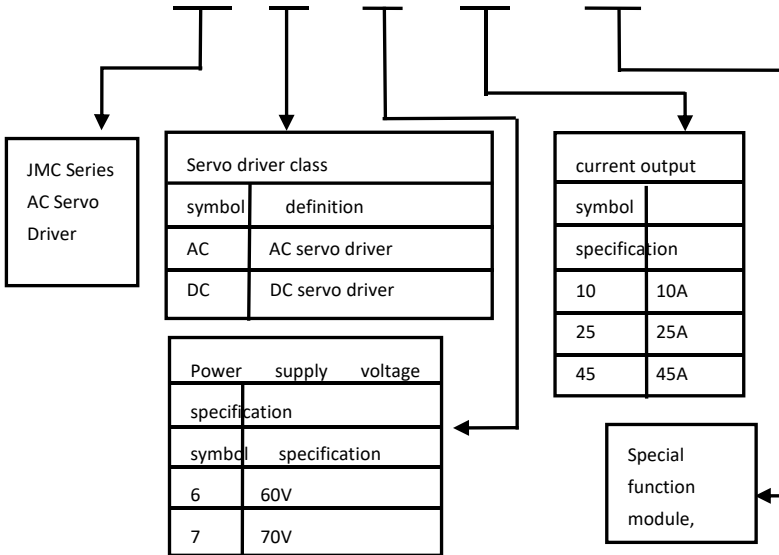 JMC Series
AC Servo
Driver
Servo driver class
symbol definition
AC AC servo driver
DC DC servo driver
Power supply voltage
specification
symbol specification
6 60V
7 70V
current output
symbol
specification
10 10A
25 25A
45 45A
Special
function
module,